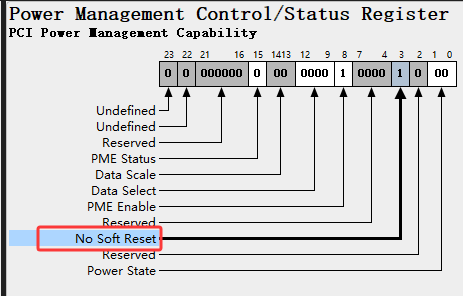 Power Management Control/Status Register
PCI Power Management Capability
23 22 21 16 15 1413 12 9 8 7 4 3 2 1 0
0 0 000000 0 00 0000 1 0000 1 0 00
Undefined
Undefined
Reserved
PME Status
Data Scale
Data Select
PME Enable
Reserved
No Soft Reset
Reserved
Power State